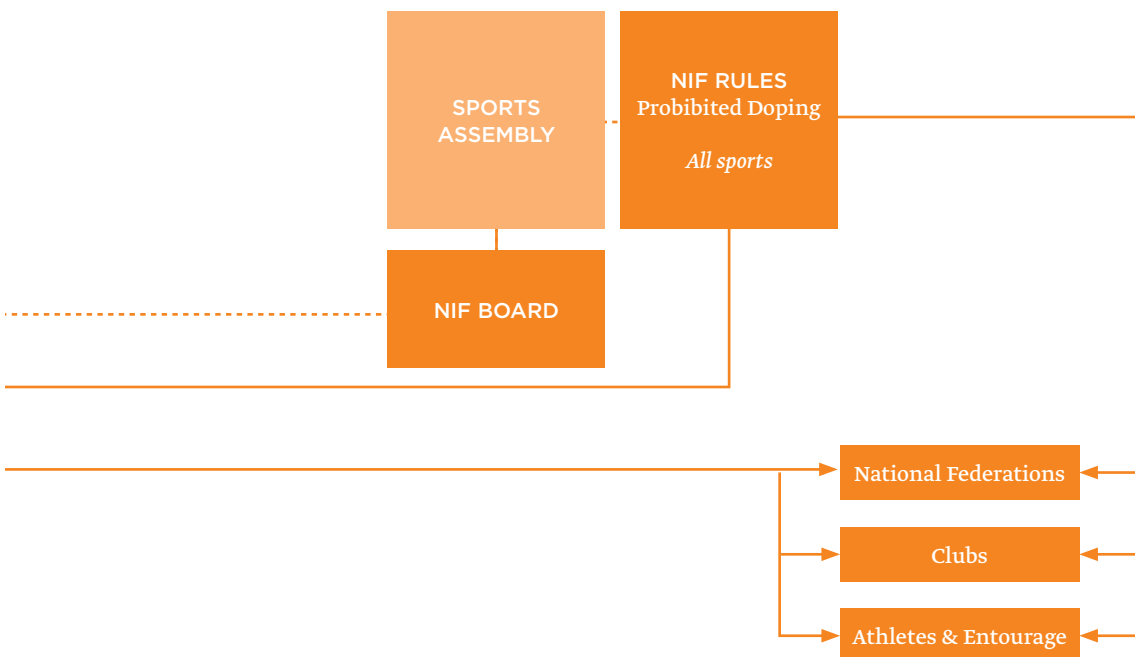 SPORTS
ASSEMBLY
NIF RULES
Probibited Doping
All sports
NIF BOARD
National Federations
Clubs
Athletes & Entourage